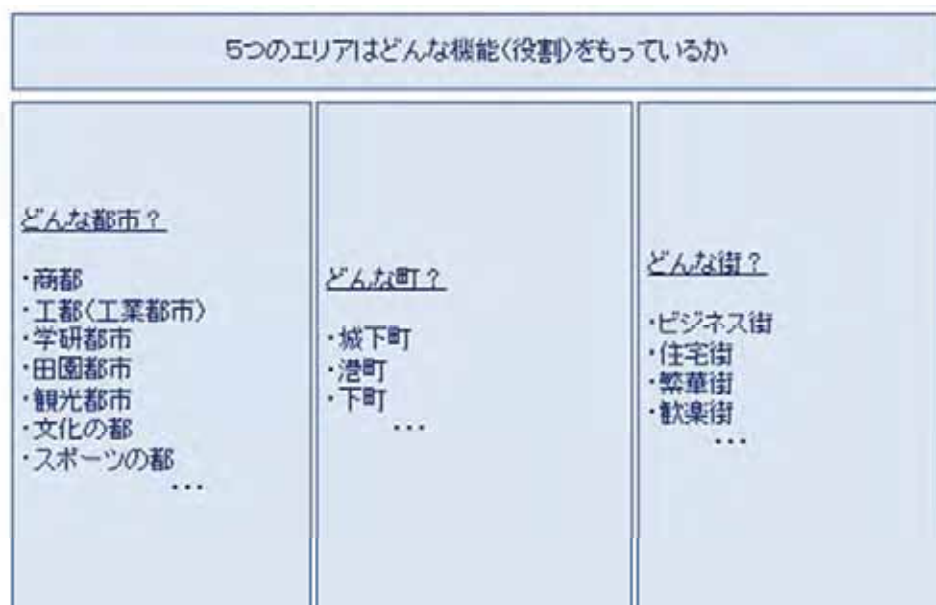 5つのエリアはどんな機能〈役割〉をもっているか
どんな都市？
・商都
・工都〈工業都市〉
・学研都市
・田園都市
・観光都市
・文化の都
・スポーツの都
・・・
どんな町？
・城下町
・港町
・下町
・・・
どんな街？
・ビジネス街
・住宅街
・繁華街
・歓楽街
・・・